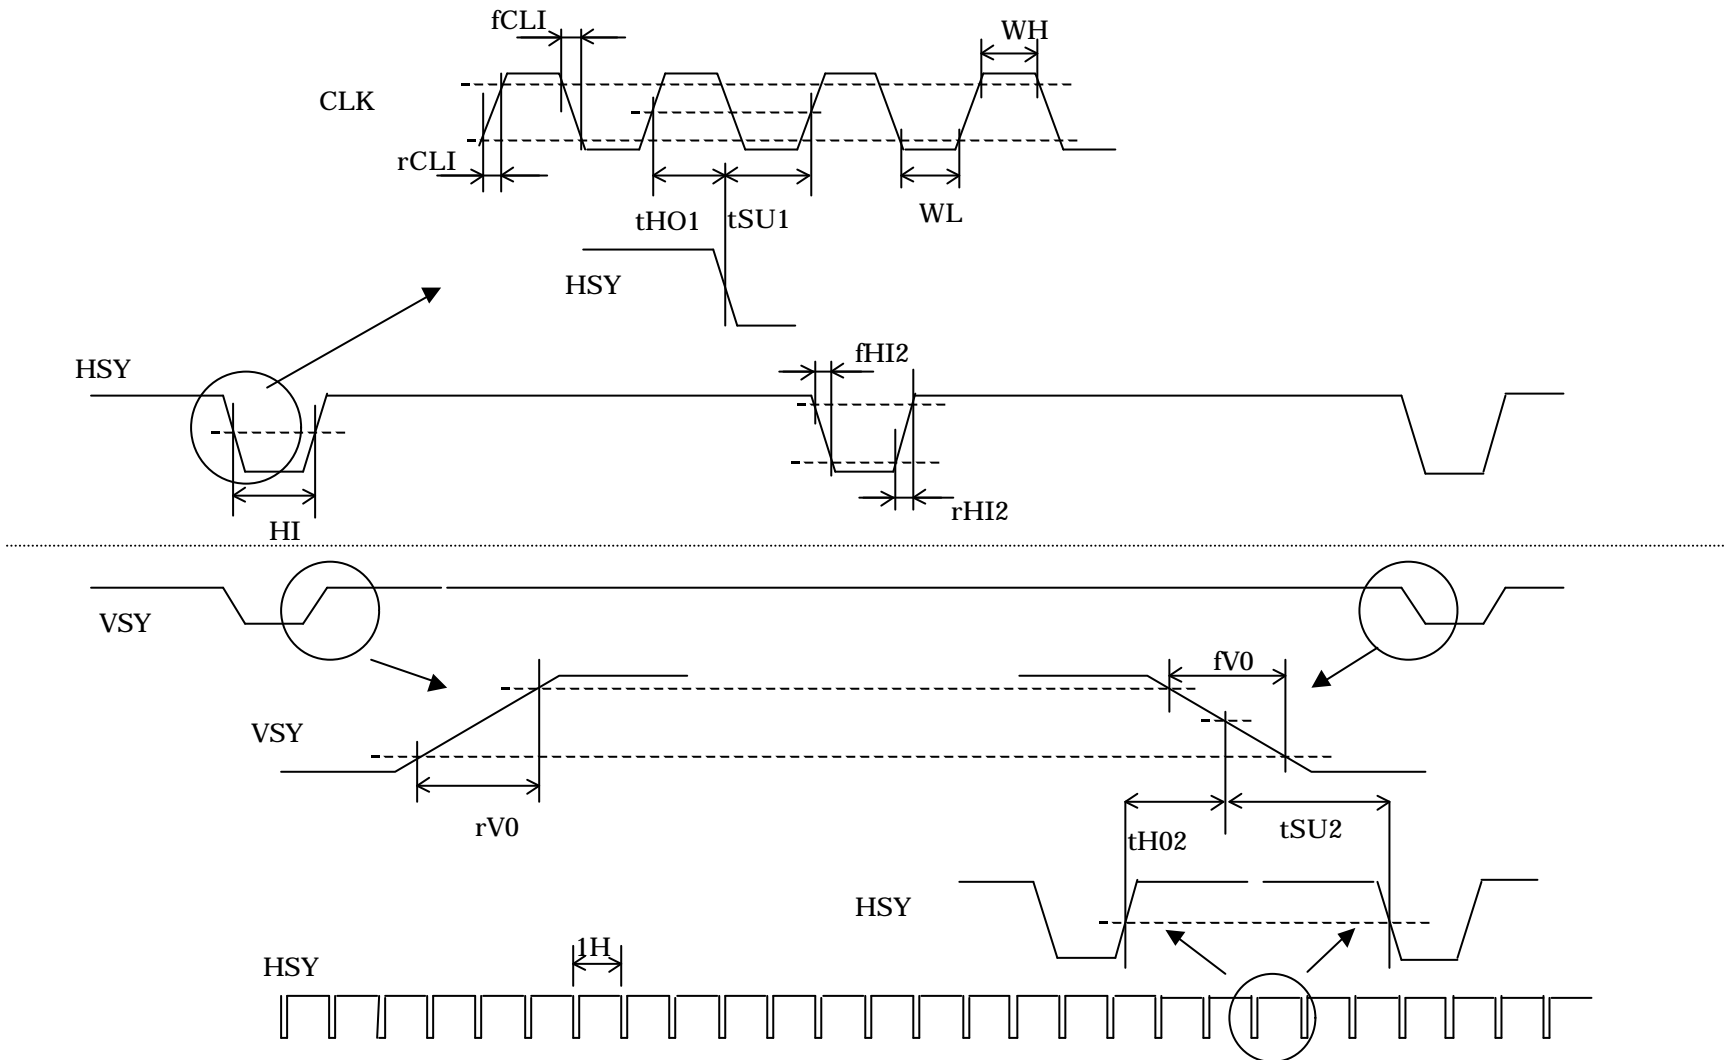 fCLI
WH
CLK
rCLI
tHO1
tSU1
WL
HSY
HSY
fHI2
rHI2
HI
VSY
fV0
VSY
rV0
tH02
tSU2
HSY
1H
HSY